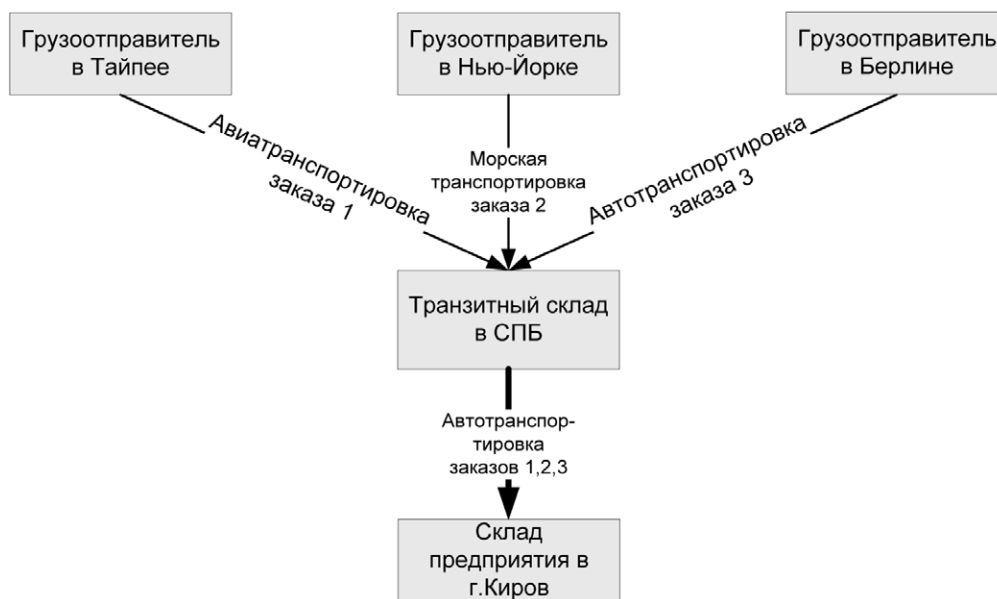 Грузоотправитель
в Тайпее
Грузоотправитель
в Нью-Йорке
Грузоотправитель
в Берлине
Авиатранспортировка
заказа 1
Морская
транспортировка
заказа 2
Автотранспортировка
заказа 3
Транзитный склад
в СПБ
Автотранспор-
тировка
заказов 1,2,3
Склад
предприятия в
г.Киров